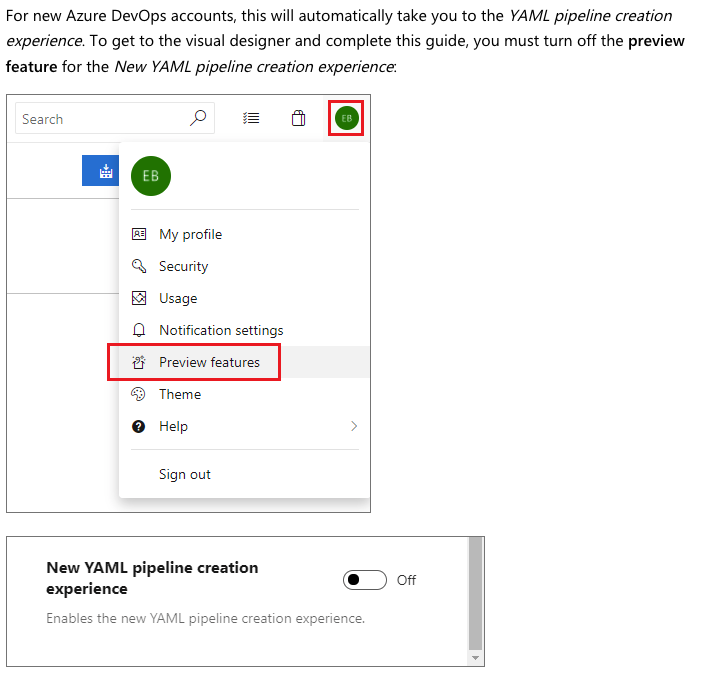 For new Azure DevOps accounts, this will automatically take you to the YAML pipeline creation
experience. To get to the visual designer and complete this guide, you must turn off the preview
feature for the New YAML pipeline creation experience:
Search
EB
EB
My profile
Security
Usage
Notification settings
Preview features
Theme
Help
Sign out
New YAML pipeline creation
experience
Off
Enables the new YAML pipeline creation experience.